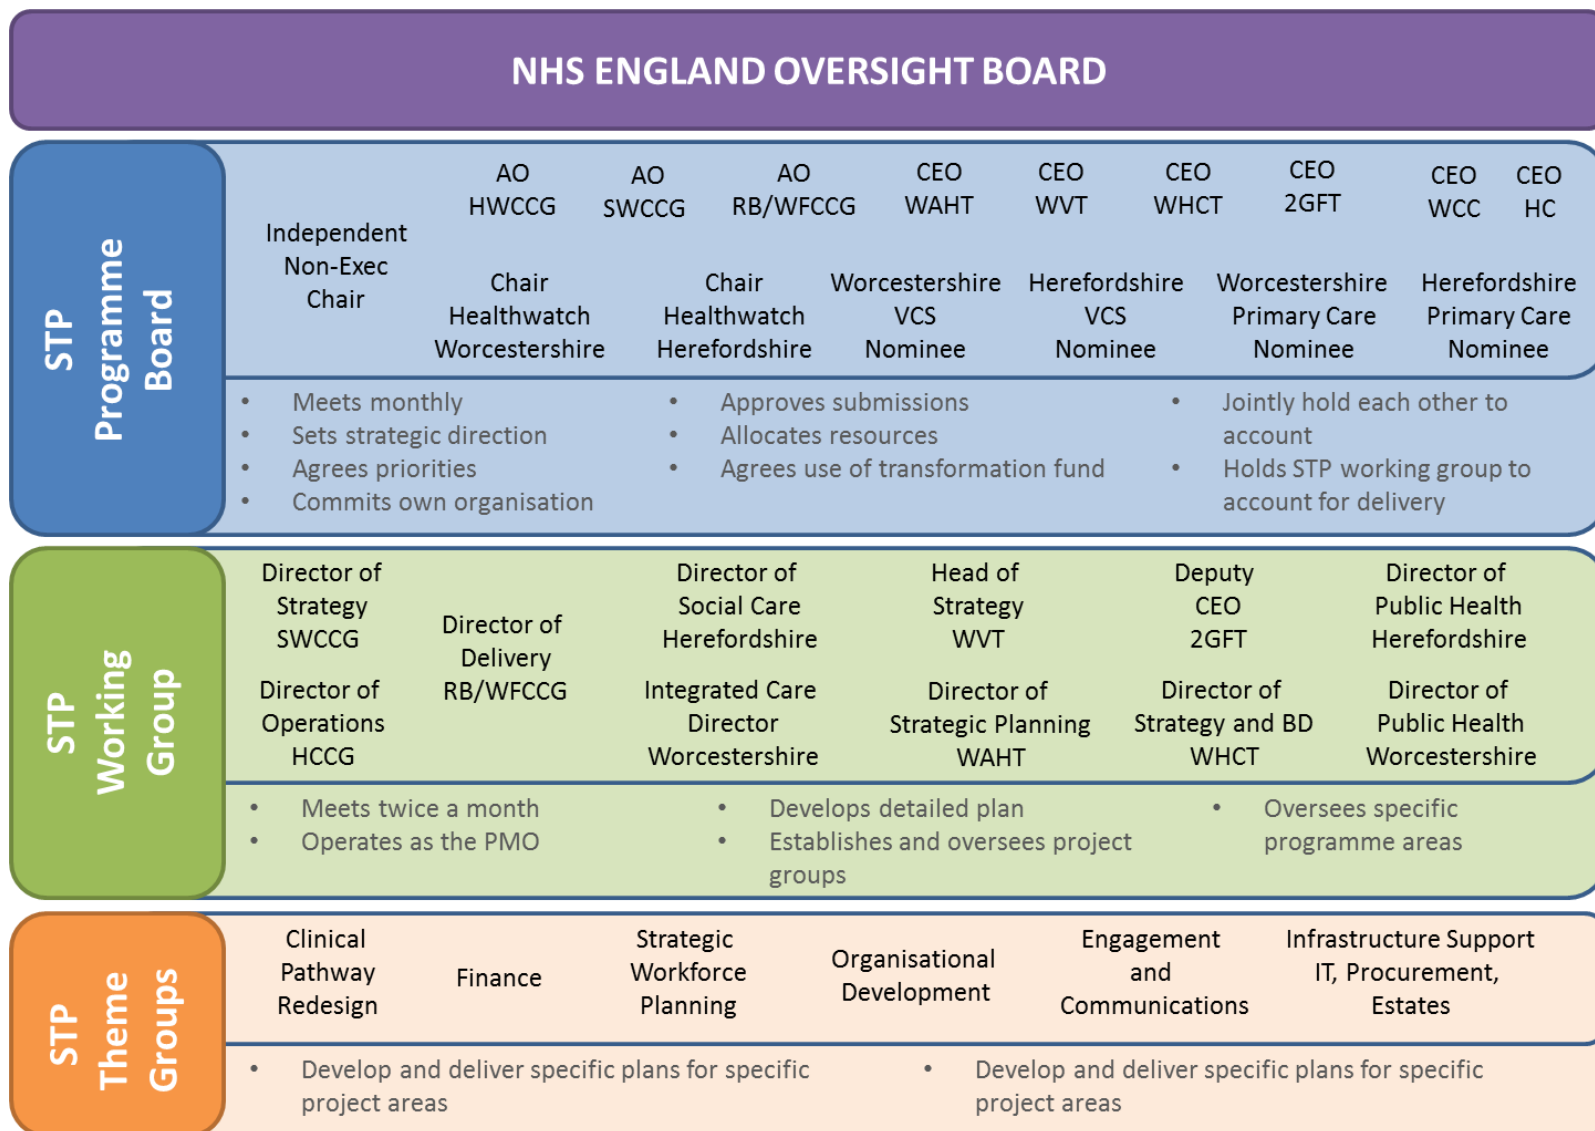 NHS ENGLAND OVERSIGHT BOARD
STP
Programme
Board
Independent
Non-Exec
Chair
AO
HWCCG
AO
SWCCG
AO
RB/WFCCG
CEO
WAHT
CEO
WVT
CEO
WHCT
CEO
2GFT
CEO
WCC
CEO
HC
Chair
Healthwatch
Worcestershire
Chair
Healthwatch
Herefordshire
Worcestershire
VCS
Nominee
Herefordshire
VCS
Nominee
Worcestershire
Primary Care
Nominee
Herefordshire
Primary Care
Nominee
• Meets monthly
• Sets strategic direction
• Agrees priorities
• Commits own organisation
• Approves submissions
• Allocates resources
• Agrees use of transformation fund
• Jointly hold each other to
account
• Holds STP working group to
account for delivery
STP
Working
Group
Director of
Strategy
SWCCG
Director of
Operations
HCCG
Director of
Delivery
RB/WFCCG
Director of
Social Care
Herefordshire
Integrated Care
Director
Worcestershire
Head of
Strategy
WVT
Director of
Strategic Planning
WAHT
Deputy
CEO
2GFT
Director of
Strategy and BD
WHCT
Director of
Public Health
Herefordshire
Director of
Public Health
Worcestershire
• Meets twice a month
• Operates as the PMO
• Develops detailed plan
• Establishes and oversees project
groups
• Oversees specific
programme areas
STP
Theme
Groups
Clinical
Pathway
Redesign
Finance
Strategic
Workforce
Planning
Organisational
Development
Engagement
and
Communications
Infrastructure Support
IT, Procurement,
Estates
• Develop and deliver specific plans for specific
project areas
• Develop and deliver specific plans for specific
project areas